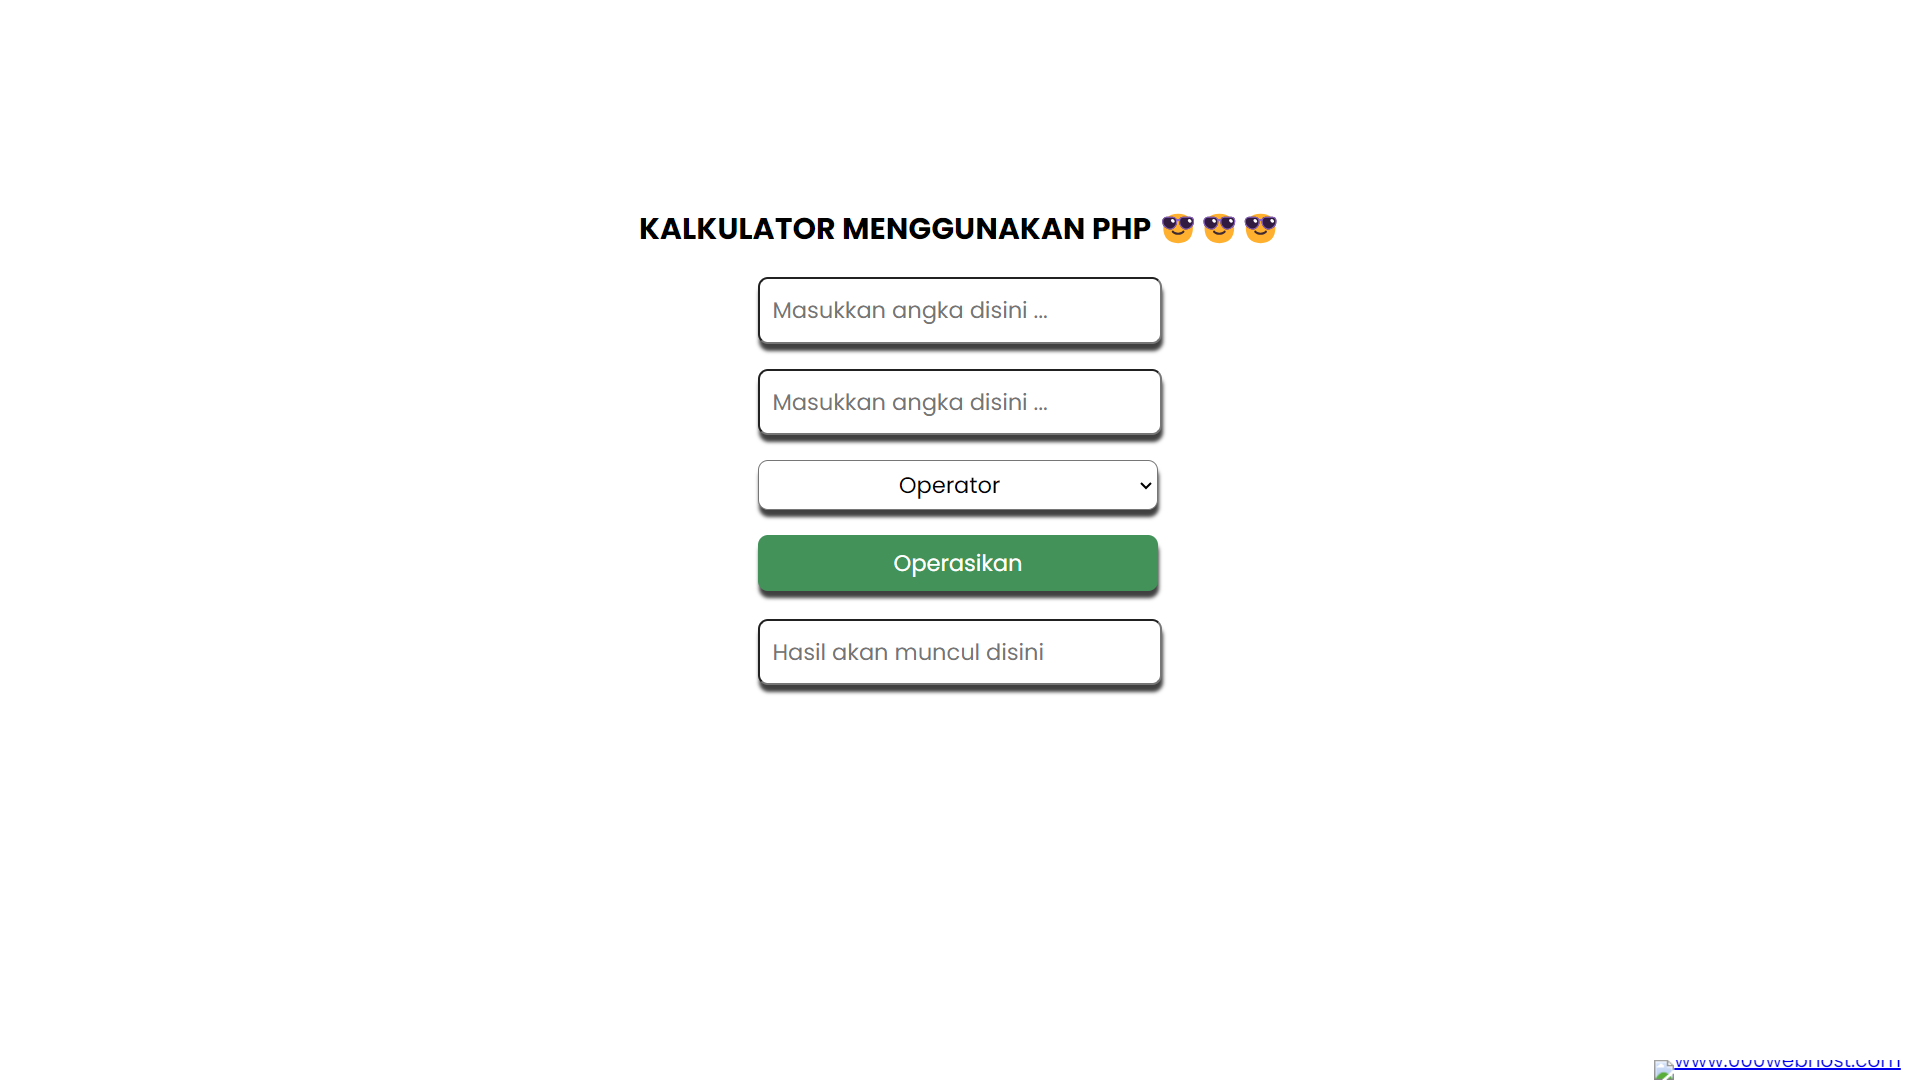 KALKULATOR MENGGUNAKAN PHP 😎 😎 😎
Masukkan angka disini ...
Masukkan angka disini ...
Operator
Operasikan
Hasil akan muncul disini
www.000webhost.com